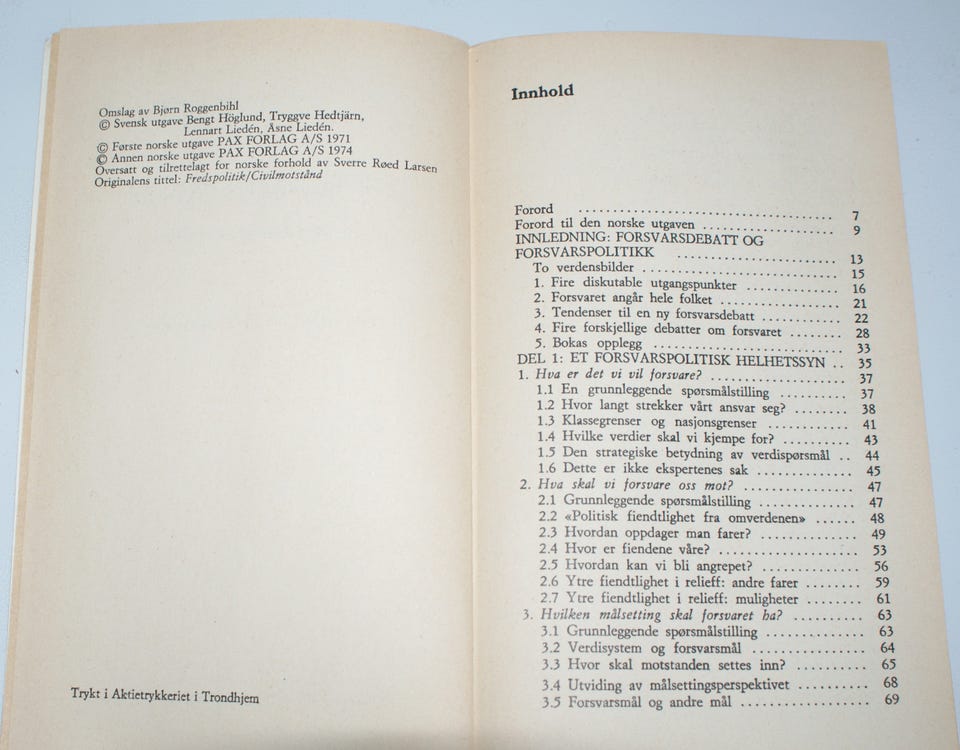 Omslag av Bjørn Roggenbihl
© Svensk utgave Bengt Höglund, Tryggve Hedtjärn,
Lennart Liedén, Åsne Liedén.
© Første norske utgave PAX FORLAG A/S 1971
© Annen norske utgave PAX FORLAG A/S 1974
Oversatt og tilrettelagt for norske forhold av Sverre Røed Larsen
Originalens tittel: Fredspolitik/Civilmotstånd
Trykt i Aktietrykkeriet i Trondhjem
Innhold
Forord .......... 7
Forord til den norske utgaven .......... 9
INNLEDNING: FORSVARSDEBATT OG
FORSVARSPOLITIKK .......... 13
To verdensbilder .......... 15
1. Fire diskutable utgangspunkter .......... 16
2. Forsvaret angår hele folket .......... 21
3. Tendenser til en ny forsvarsdebatt .......... 22
4. Fire forskjellige debatter om forsvaret .......... 28
5. Bokas opplegg .......... 33
DEL 1: ET FORSVARSPOLITISK HELHETSSYN .. 35
1. Hva er det vi vil forsvare? .......... 37
1.1 En grunnleggende spørsmålstilling .......... 37
1.2 Hvor langt strekker vårt ansvar seg? .......... 38
1.3 Klassegrenser og nasjonsgrenser .......... 41
1.4 Hvilke verdier skal vi kjempe for? .......... 43
1.5 Den strategiske betydning av verdispørsmål .. 44
1.6 Dette er ikke ekspertenes sak .......... 45
2. Hva skal vi forsvare oss mot? .......... 47
2.1 Grunnleggende spørsmålstilling .......... 47
2.2 «Politisk fiendtlighet fra omverdenen» ...... 48
2.3 Hvordan oppdager man farer? .......... 49
2.4 Hvor er fiendene våre? .......... 53
2.5 Hvordan kan vi bli angrepet? .......... 56
2.6 Ytre fiendtlighet i relieff: andre farer ........ 59
2.7 Ytre fiendtlighet i relieff: muligheter ........ 61
3. Hvilken målsetting skal forsvaret ha? .......... 63
3.1 Grunnleggende spørsmålstilling .......... 63
3.2 Verdisystem og forsvarsmål .......... 64
3.3 Hvor skal motstanden settes inn? .......... 65
3.4 Utviding av målsettingsperspektivet .......... 68
3.5 Forsvarsmål og andre mål .......... 69